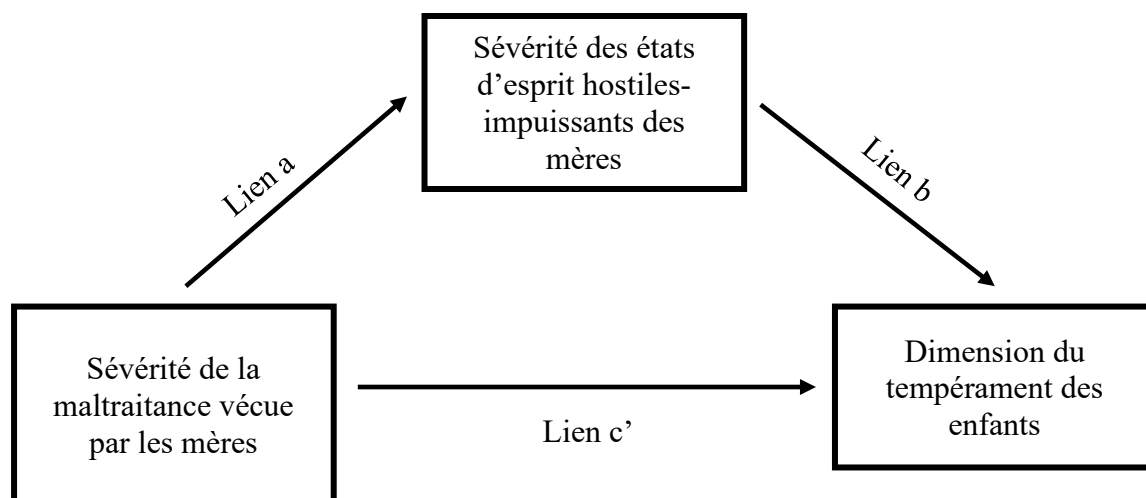 Sévérité des états
d’esprit hostiles-
impuissants des
mères
Lien a
Lien b
Sévérité de la
maltraitance vécue
par les mères
Lien c’
Dimension du
tempérament des
enfants